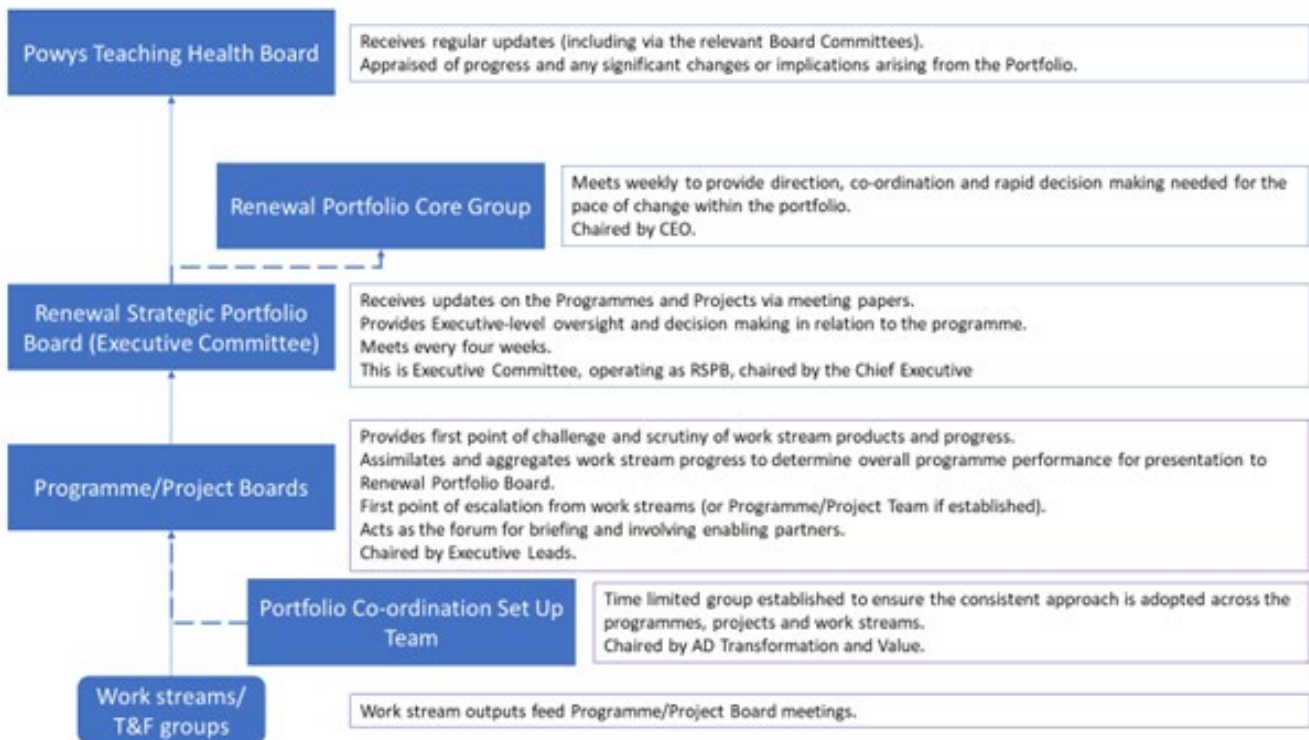 Powys Teaching Health Board
Receives regular updates (including via the relevant Board Committees).
Appraised of progress and any significant changes or implications arising from the Portfolio.
Renewal Portfolio Core Group
Meets weekly to provide direction, co-ordination and rapid decision making needed for the
pace of change within the portfolio.
Chaired by CEO.
Renewal Strategic Portfolio
Board (Executive Committee)
Receives updates on the Programmes and Projects via meeting papers.
Provides Executive-level oversight and decision making in relation to the programme.
Meets every four weeks.
This is Executive Committee, operating as RSPB, chaired by the Chief Executive
Programme/Project Boards
Provides first point of challenge and scrutiny of work stream products and progress.
Assimilates and aggregates work stream progress to determine overall programme performance for presentation to
Renewal Portfolio Board.
First point of escalation from work streams (or Programme/Project Team if established).
Acts as the forum for briefing and involving enabling partners.
Chaired by Executive Leads.
Portfolio Co-ordination Set Up
Team
Time limited group established to ensure the consistent approach is adopted across the
programmes, projects and work streams.
Chaired by AD Transformation and Value.
Work streams/
T&F groups
Work stream outputs feed Programme/Project Board meetings.